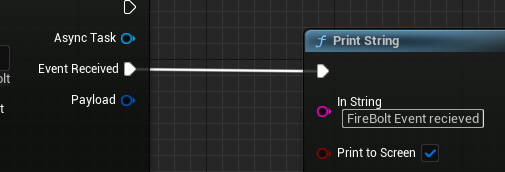 Async Task
Event Received
Payload
f Print String
In String
FireBolt Event recieved
Print to Screen